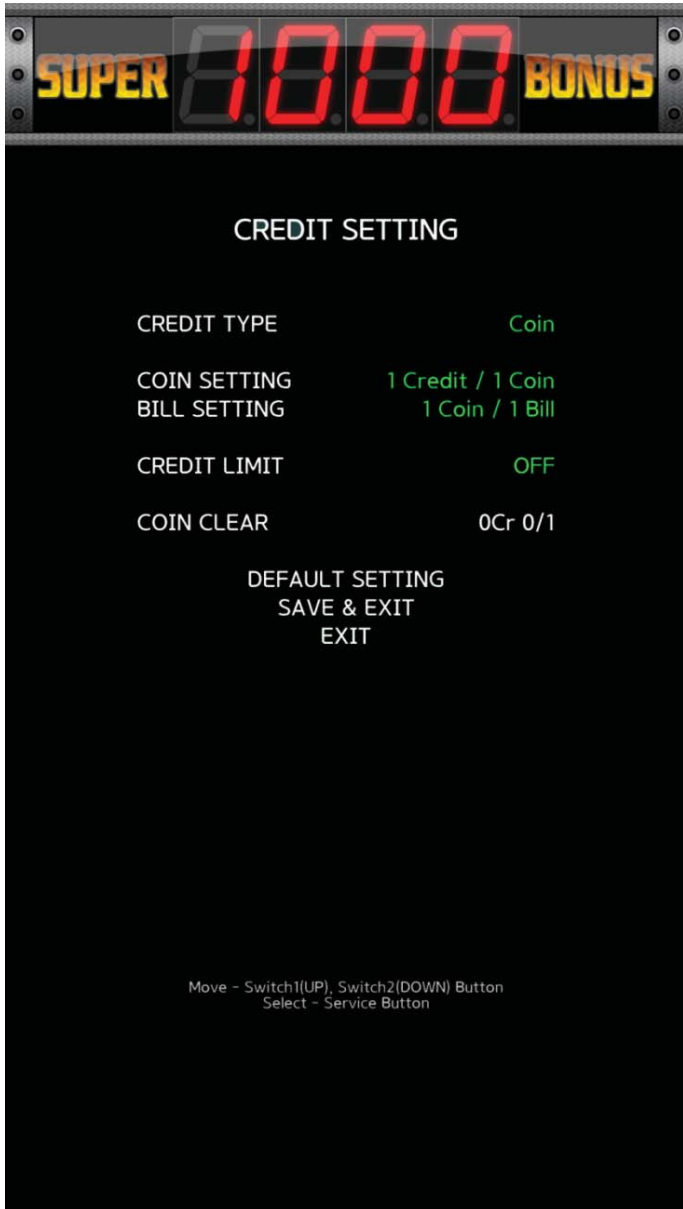 SUPER 1000 BONUS
CREDIT SETTING
CREDIT TYPE Coin
COIN SETTING 1 Credit / 1 Coin
BILL SETTING 1 Coin / 1 Bill
CREDIT LIMIT OFF
COIN CLEAR 0Cr 0/1
DEFAULT SETTING
SAVE & EXIT
EXIT
Move - Switch1(UP), Switch2(DOWN) Button
Select - Service Button